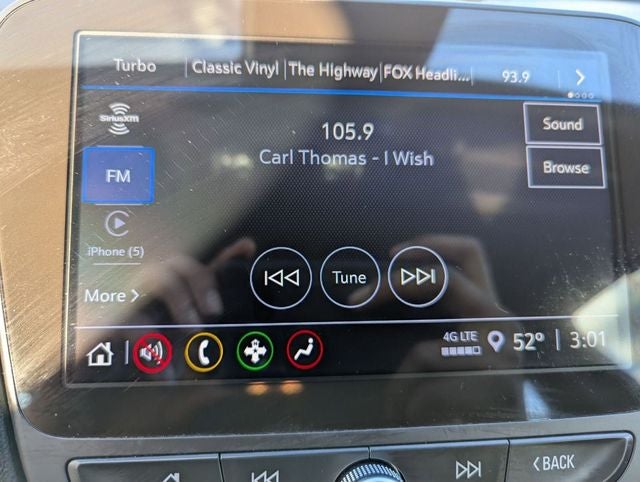 Turbo Classic Vinyl The Highway FOX Headli... 93.9
SiriusXM
105.9
Sound
Carl Thomas - I Wish
Browse
FM
iPhone (5)
Tune
More
4G LTE 52° 3:01
BACK